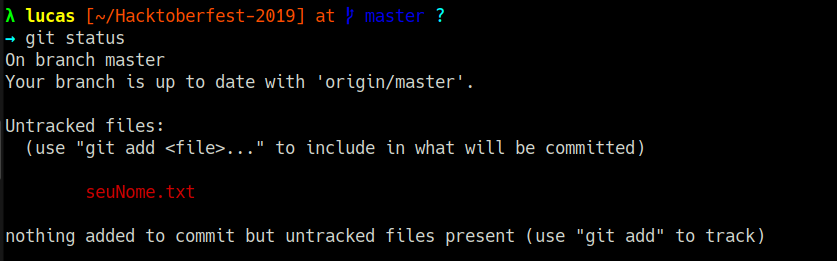 λ lucas [~/Hacktoberfest-2019] at  master ?
→ git status
On branch master
Your branch is up to date with 'origin/master'.
Untracked files:
(use "git add <file>..." to include in what will be committed)
seuNome.txt
nothing added to commit but untracked files present (use "git add" to track)